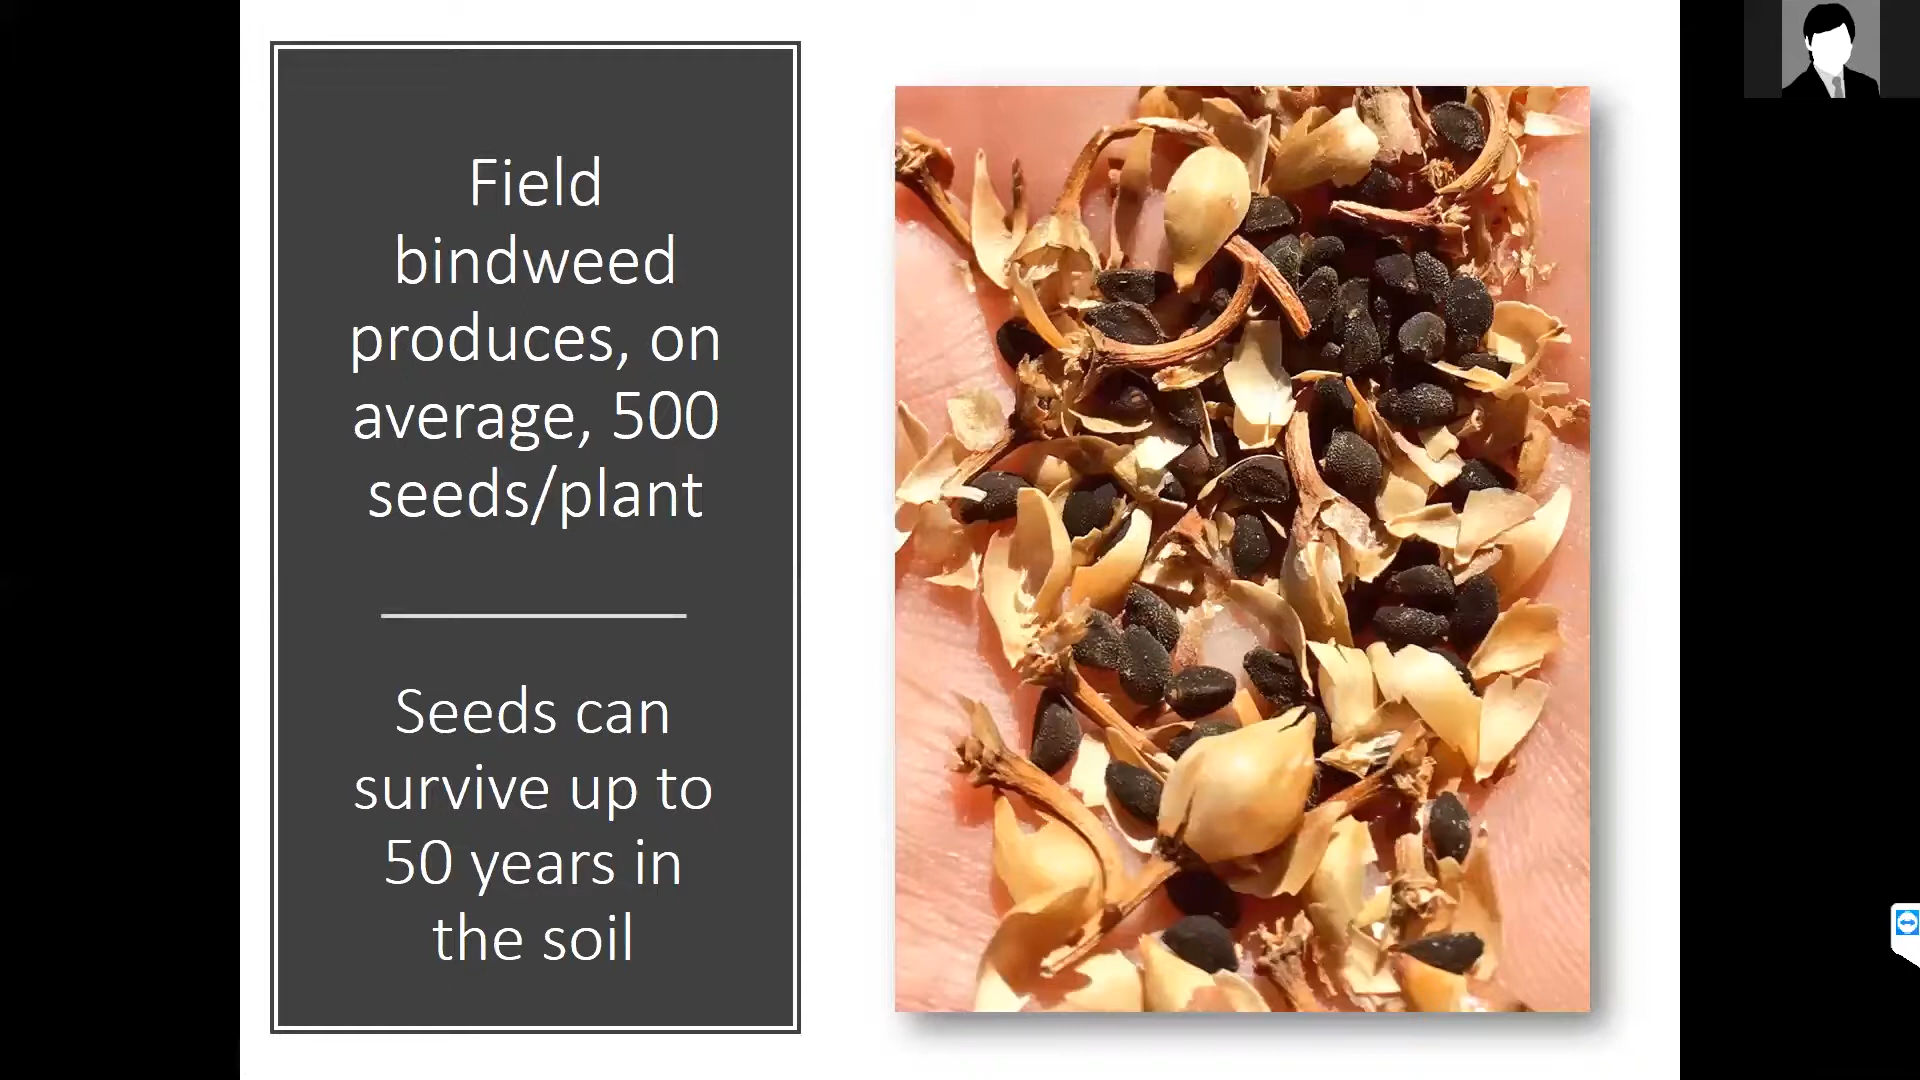 Field
bindweed
produces, on
average, 500
seeds/plant
Seeds can
survive up to
50 years in
the soil